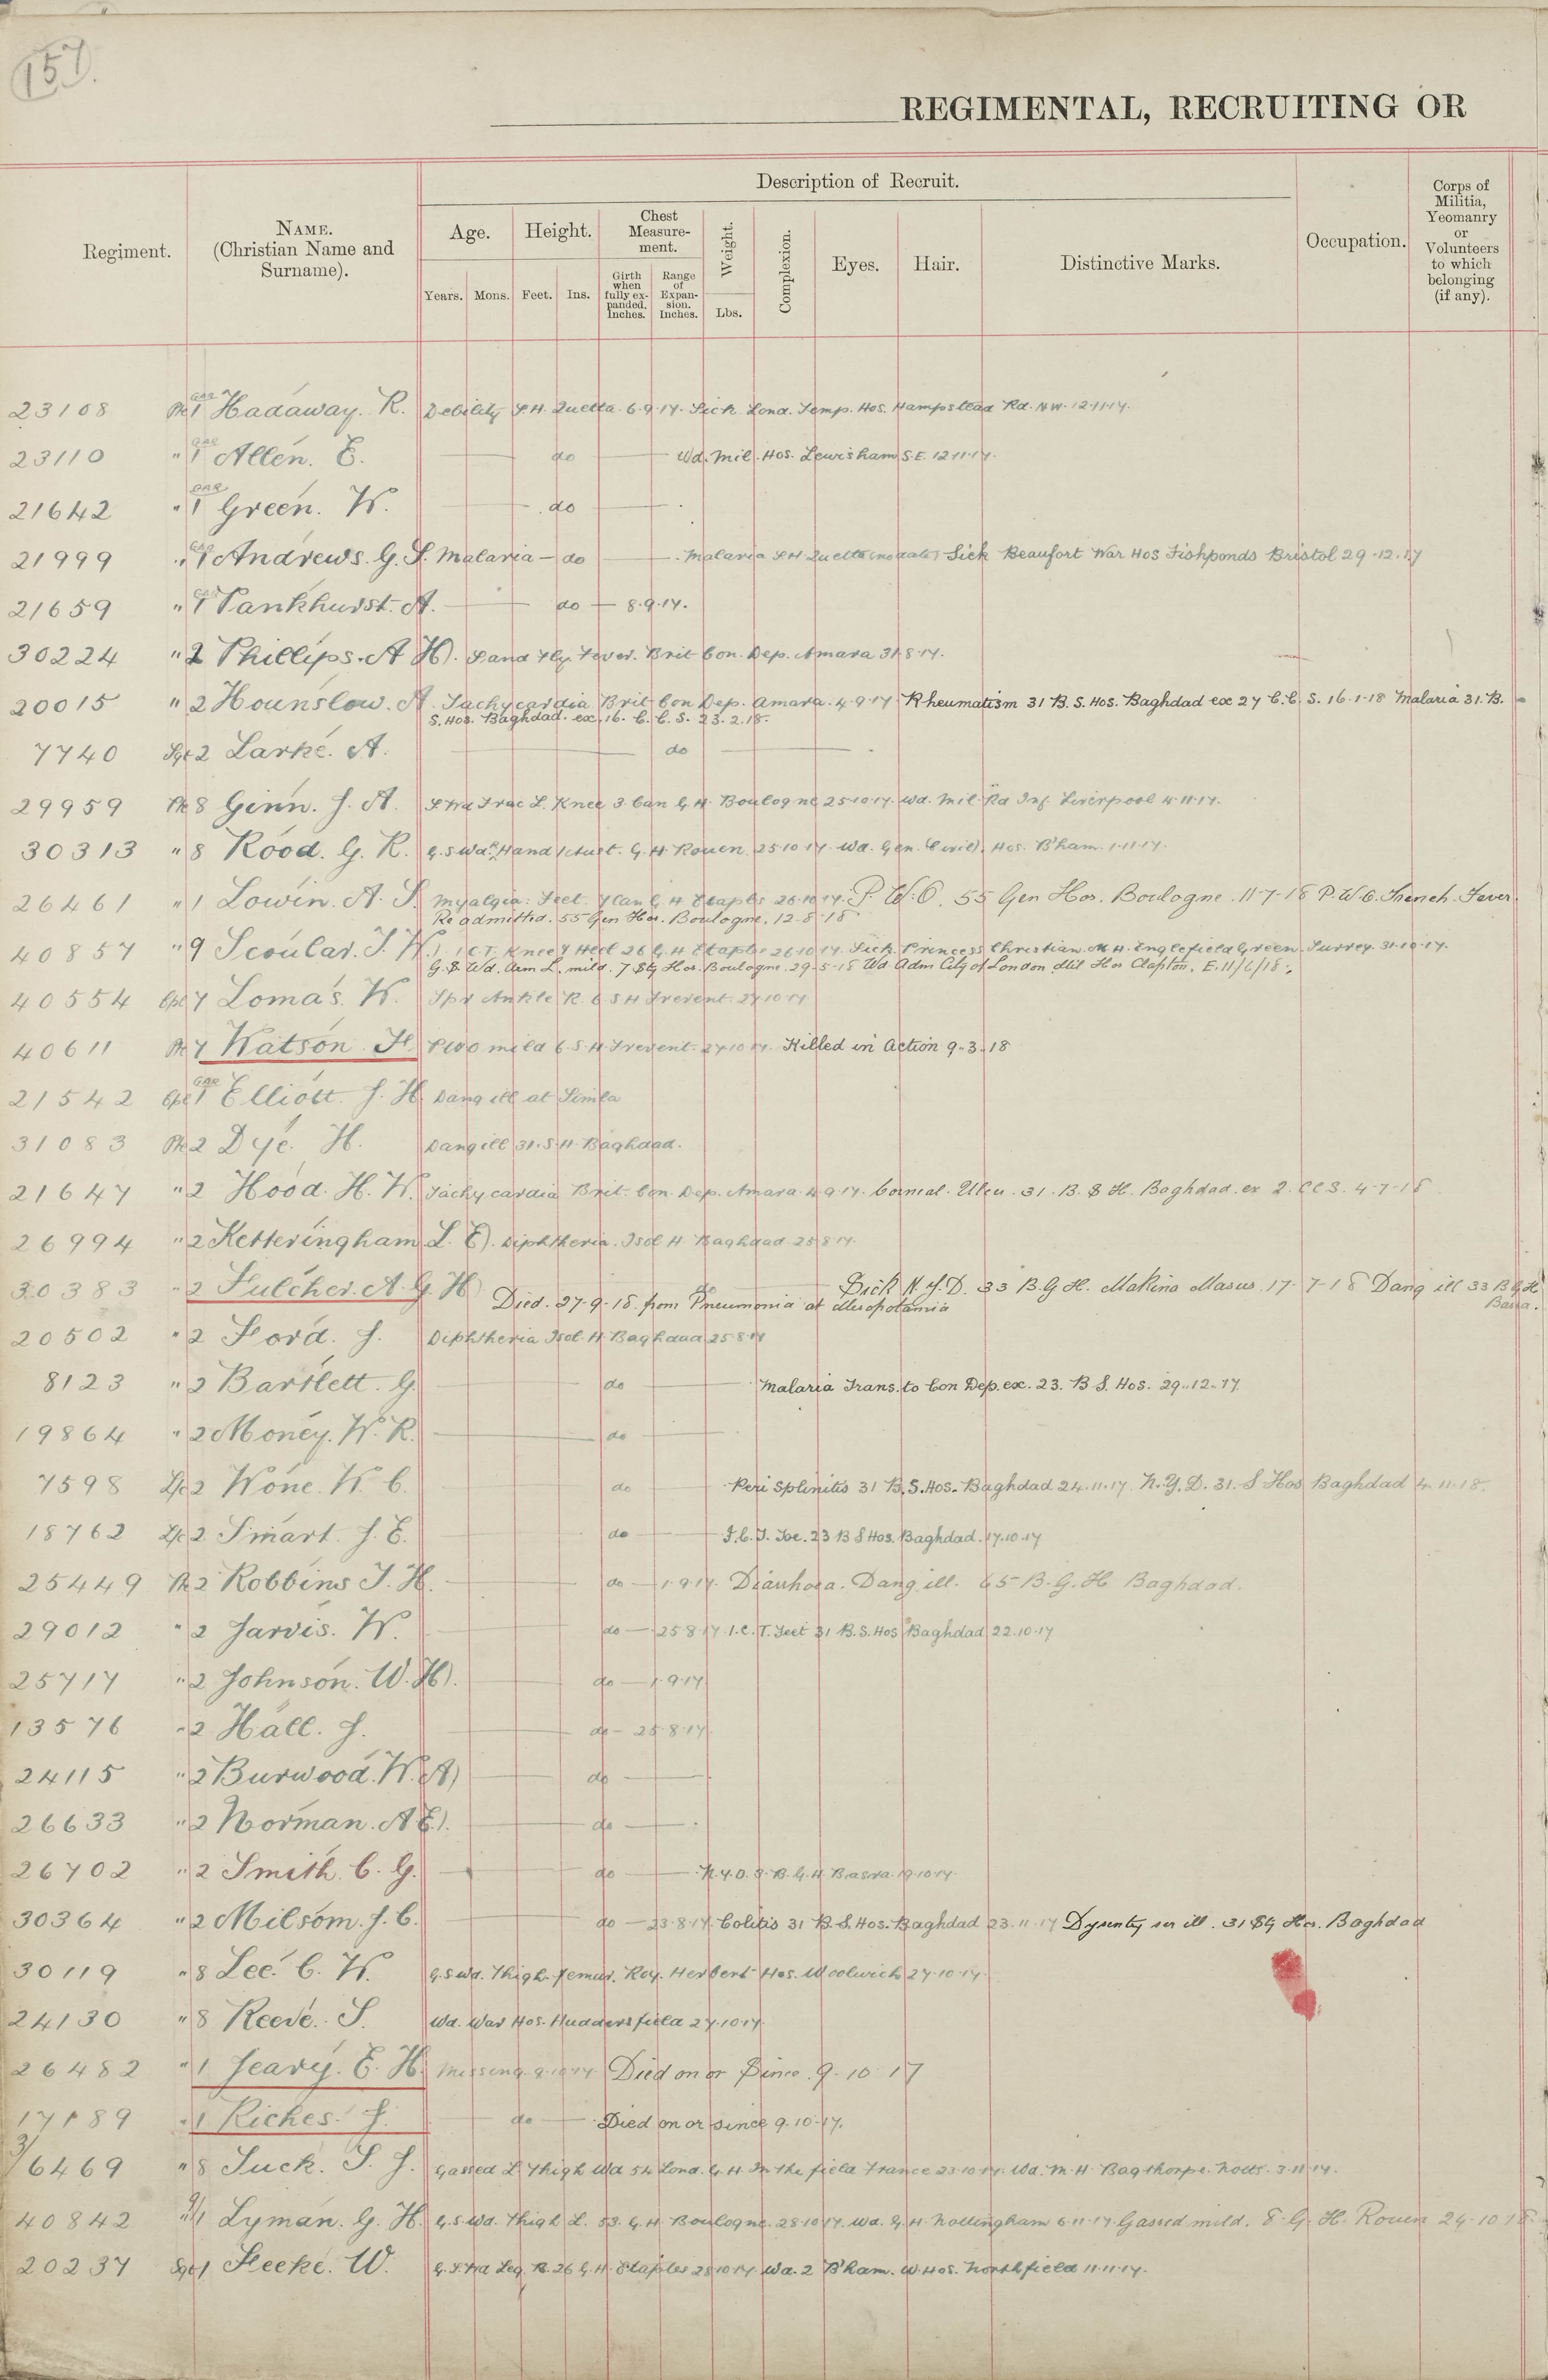 157.
REGIMENTAL, RECRUITING OR
Description of Recruit.
Regiment.
NAME.
(Christian Name and
Surname).
Age.
Height.
Chest
Measure-
ment.
Weight.
Complexion.
Eyes.
Hair.
Distinctive Marks.
Occupation.
Corps of
Militia,
Yeomanry
or
Volunteers
to which
belonging
(if any).
Years.
Mons.
Feet.
Ins.
Girth
when
fully ex-
panded.
Inches.
Range
of
Expan-
sion.
Inches.
Lbs.
23108 Pte 1 GAR Hadaway. R. Debility S.H. Quetta. 6.9.17. Sick. Lond. Temp. Hos. Hampstead Rd. N.W. 12.11.17.
23110 " 1 GAR Allen. E. do Wd. Mil. Hos. Lewisham S.E. 12.11.17.
21642 " 1 GAR Green. W. do
21999 " 1 GAR Andrews. G. S. Malaria — do Malaria S.H. Quetta (no date) Sick Beaufort War Hos Fishponds Bristol 29.12.17
21659 " 1 GAR Pankhurst. A. do — 8.9.17.
30224 " 2 Phillips. A H). Sand Fly Fever. Brit Con. Dep. Amara 31.8.17.
20015 " 2 Hounslow. A. Tachycardia Brit Con Dep. Amara. 4.9.17 Rheumatism 31 B.S. Hos. Baghdad ex 27 C.C.S. 16.1.18 Malaria 31. B.
S. Hos. Baghdad. ex. 16. C.C.S. 23.2.18.
7740 Sgt 2 Larke. A. do
29959 Pte 8 Ginn. J. A. S. Wd Frac L. Knee 3. Can G.H. Boulogne 25.10.17. Wd. Mil. Rd Inf. Liverpool 4.11.17.
30313 " 8 Rood. G. R. G.S.Wd. Hand 1 Aust. G.H. Rouen. 25.10.17. Wd. Gen. (Civil). Hos. B'ham. 1.11.17.
26461 " 1 Lowin. A. S. Myalgia. Feet. 7 Can G.H Etaples 26.10.17. P.U.O. 55 Gen Hos. Boulogne. 11-7-18 P.U.O. Trench. Fever.
Re admitted. 55 Gen Hos. Boulogne. 12-8-18
40857 " 9 Scoular. J. W.) I.C.T. Knee & Heel 26 G.H Etaples 26.10.17. Sick. Princess Christian. M.H. Englefield Green. Surrey. 31.10.17.
G.S Wd. Arm L. mild. 7 Stg Hos. Boulogne. 29-5-18 Wd. Adm City of London Mil Hos Clapton. E. 11/6/18.
40554 Cpl 7 Lomas. W. Spr Ankle R. 6 S H Frevent. 27.10.17
40611 Pte 7 Watson H. P.U.O mild 6. S. H Frevent. 27.10.17. Killed in Action 9.3.18
21542 Cpl 1 GAR Elliott. J. H. Dang ill at Simla
31083 Pte 2 Dye. H. Dang ill 31. S.H. Baghdad.
21647 " 2 Hood. H. W. Tachycardia Brit. Con. Dep. Amara 4.9.17. Corneal. Ulcer. 31. B. S H. Baghdad. ex 2. CCS. 4-7-18
26994 " 2 Ketteringham L. E). Diphtheria. Isol. H. Baghdad 25.8.17.
30383 " 2 Fulcher. A. G. H) do Sick N.Y.D. 33 B.G H. Makina Masus. 17-7-18 Dang ill 33 B G H
Basra.
Died. 27-9-18. from Pneumonia at Mesopotamia
20502 " 2 Ford. J. Diphtheria Isol. H. Baghdad 25.8.17
8123 " 2 Bartlett. G. do Malaria Trans. to Con Dep. ex. 23. B S. Hos. 29.12.17.
19864 " 2 Money. W. R. do
7598 L/c 2 Wone. W. C. do Peri Splinitis 31 B.S. Hos. Baghdad 24.11.17. N.Y.D. 31. S Hos Baghdad 4.11.18.
18762 L/c 2 Smart. J. E. do I.C.T. Toe. 23 B S Hos. Baghdad. 17.10.17
25449 Pte 2 Robbins J. H. do — 1.9.17. Diarrhoea. Dang ill. 65 B.G.H Baghdad.
29012 " 2 Jarvis. W. do — 25.8.17. I.C.T. Feet 31 B.S. Hos Baghdad 22.10.17
25717 " 2 Johnson. W. H). do — 1.9.17
13576 " 2 Hall. J. do — 25.8.17.
24115 " 2 Burwood. W. A) do
26633 " 2 Norman. A E). do
26702 " 2 Smith. C. G. do N.Y.D. 8. B.G.H Basra. 19.10.17.
30364 " 2 Milsom. J. C. do — 23.8.17. Colitis 31 B.S. Hos. Baghdad 23.11.17 Dysentry ser ill. 31 Stg Hos. Baghdad
30119 " 8 Lee. C. W. G.S Wd. Thigh. Femur. Roy. Herbert Hos. Woolwich 27.10.17.
24130 " 8 Reeve. S. Wd. War Hos. Huddersfield 27.10.17.
26482 " 1 Jeary. E. H. Missing 9.10.17 Died on or Since. 9-10-17
17189 " 1 Riches. J. do Died on or since 9.10.17.
3/6469 " 8 Tuck. S. J. Gassed L Thigh Wd 54 Lond. G.H. In the field France 23.10.17. Wd. M.H Bagthorpe. Notts. 3.11.17.
40842 " 9/1 Lyman. G. H. G.S. Wd. Thigh L. 53. G.H. Boulogne. 28.10.17. Wd. G.H. Nottingham 6.11.17. Gassed mild. 8. G. H. Rouen 24-10-18.
20237 Sgt 1 Feeke. W. G.S. Wd Leg R. 26 G.H. Etaples 28.10.17. Wd. 2 B'ham. W. Hos. Northfield 11.11.17.